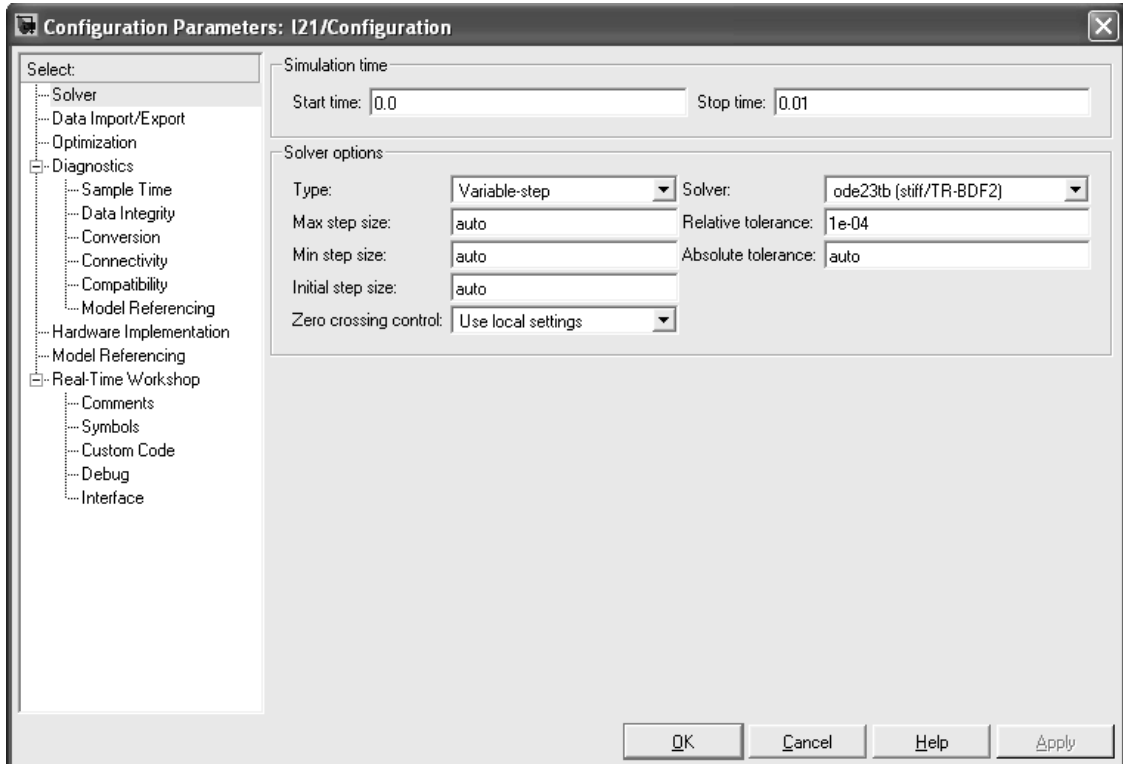 Configuration Parameters: l21/Configuration
Select:
Solver
Data Import/Export
Optimization
Diagnostics
Sample Time
Data Integrity
Conversion
Connectivity
Compatibility
Model Referencing
Hardware Implementation
Model Referencing
Real-Time Workshop
Comments
Symbols
Custom Code
Debug
Interface
Simulation time
Start time: 0.0 Stop time: 0.01
Solver options
Type: Variable-step Solver: ode23tb (stiff/TR-BDF2)
Max step size: auto Relative tolerance: 1e-04
Min step size: auto Absolute tolerance: auto
Initial step size: auto
Zero crossing control: Use local settings
OK Cancel Help Apply